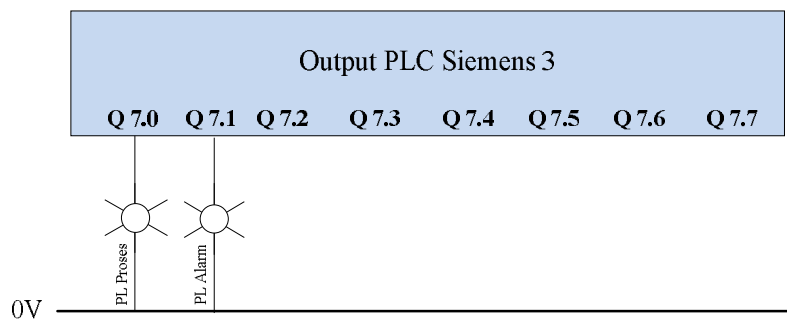 Output PLC Siemens 3
Q 7.0 Q 7.1 Q 7.2 Q 7.3 Q 7.4 Q 7.5 Q 7.6 Q 7.7
PL Proses
PL Alarm
0V